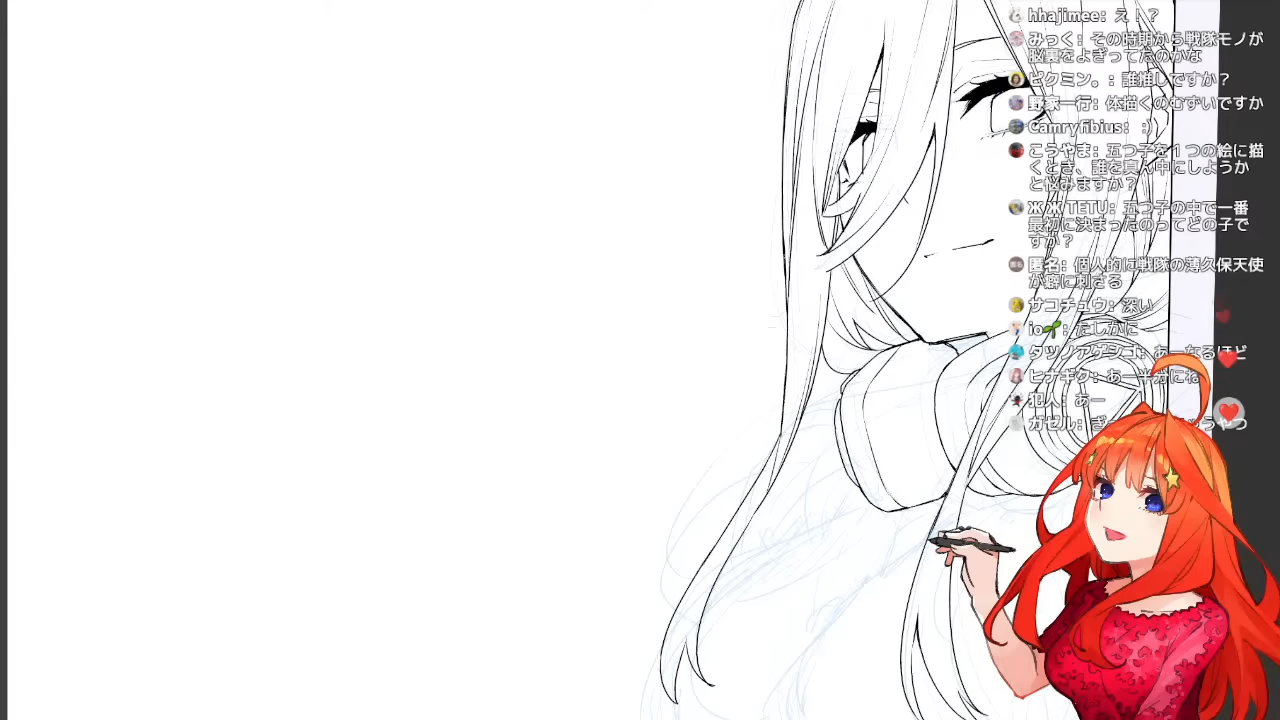 hhajimee: え！？
みっく: その時期から戦隊モノが
脳裏をよぎってたのかな
ピクミン。: 誰推しですか？
野家一行: 体描くのむずいですか
Camryfibius: :)
こうやま: 五つ子を１つの絵に描
くとき、誰を真ん中にしようか
と悩みますか？
ЖЖTETU: 五つ子の中で一番
最初に決まったのってどの子で
すか？
匿名: 個人的に戦隊の薄久保天使
が癖に刺さる
サコチュウ: 深い
io🌱: たしかに
タツノアゲシゴ: あーなるほど
ヒナギク: あー半分にね
犯人: あー
ガゼル: